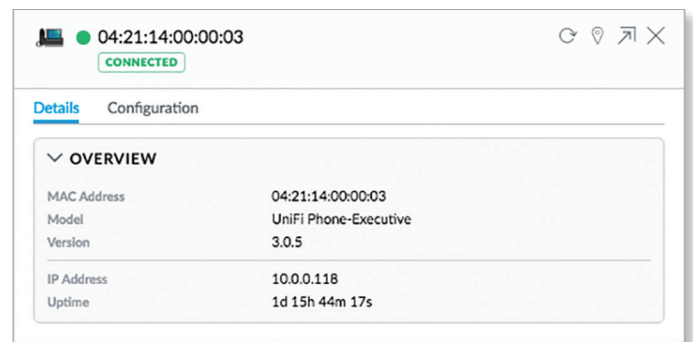 04:21:14:00:00:03
CONNECTED
Details Configuration
OVERVIEW
MAC Address 04:21:14:00:00:03
Model UniFi Phone-Executive
Version 3.0.5
IP Address 10.0.0.118
Uptime 1d 15h 44m 17s